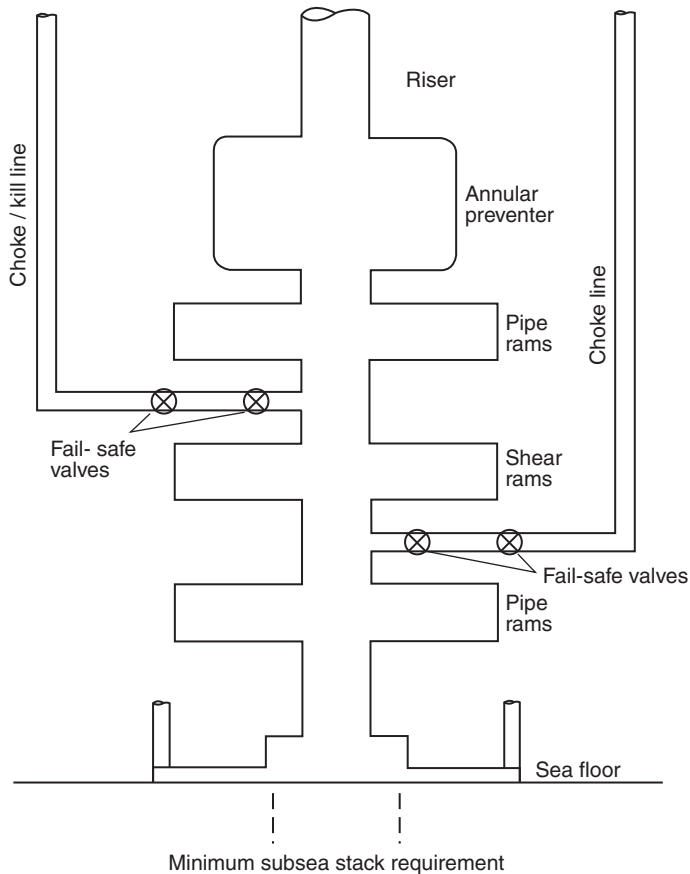 Riser
Choke / kill line
Annular
preventer
Choke line
Pipe
rams
Fail- safe
valves
Shear
rams
Fail-safe valves
Pipe
rams
Sea floor
Minimum subsea stack requirement